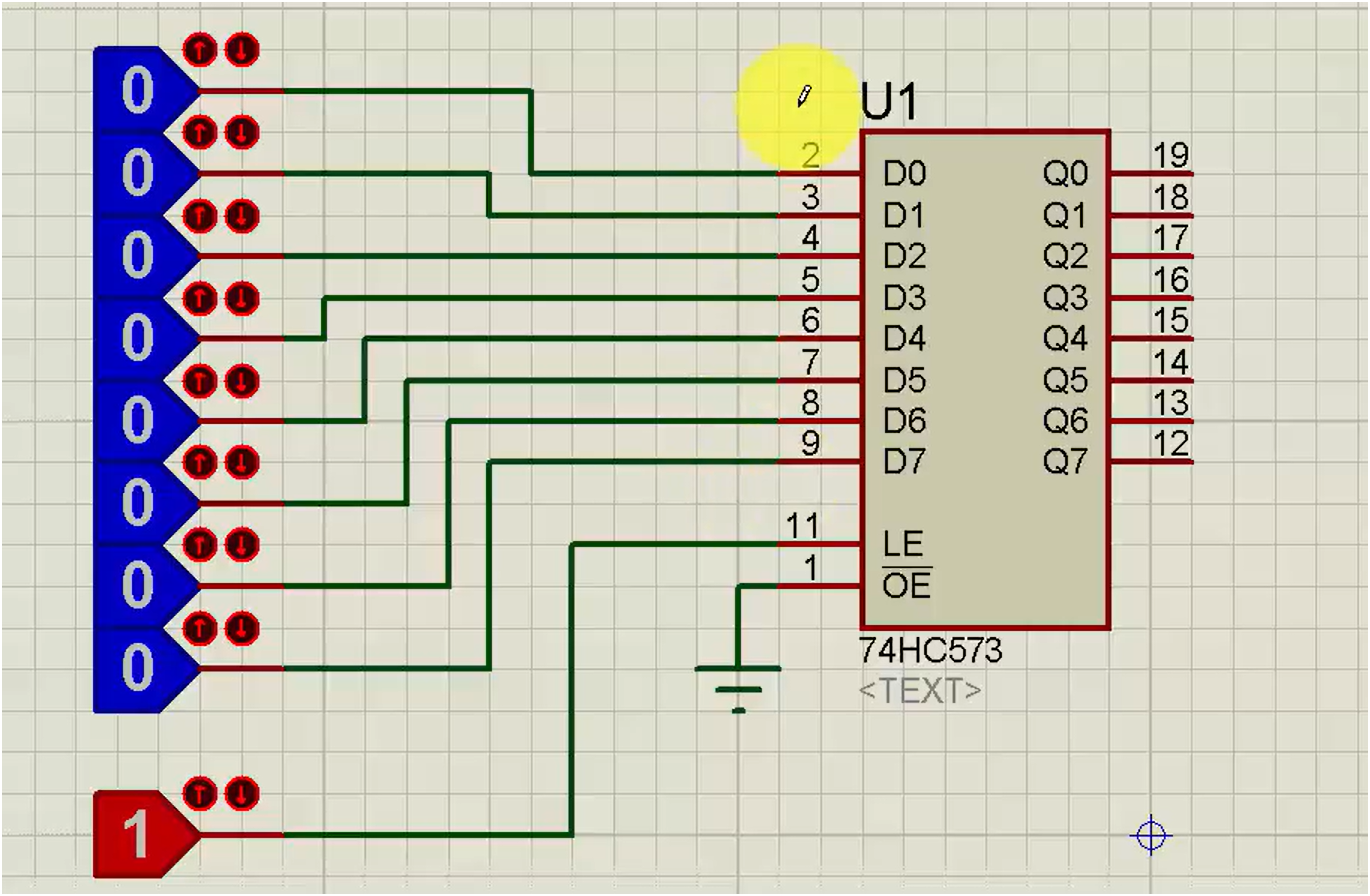 0
0
0
0
0
0
0
0
1
U1
2 D0 Q0 19
3 D1 Q1 18
4 D2 Q2 17
5 D3 Q3 16
6 D4 Q4 15
7 D5 Q5 14
8 D6 Q6 13
9 D7 Q7 12
11 LE
1 OE
74HC573
<TEXT>